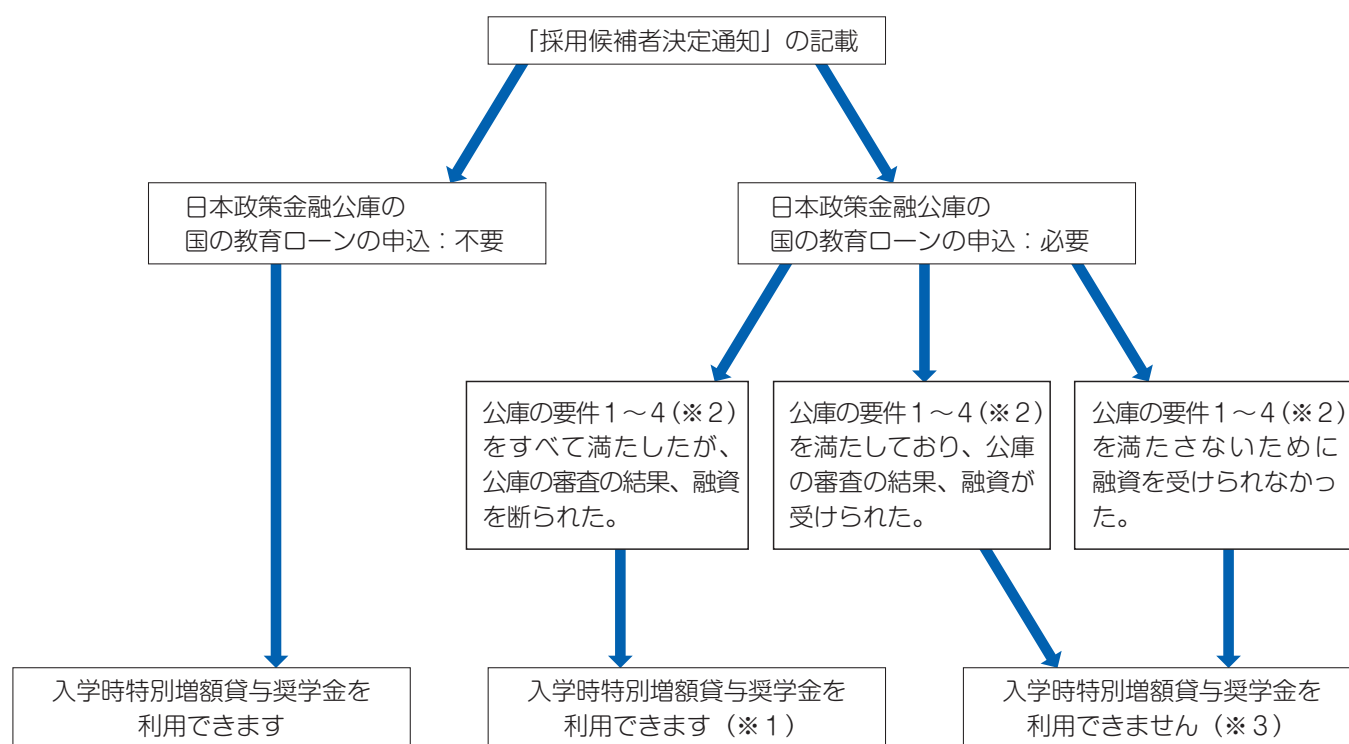 「採用候補者決定通知」の記載
日本政策金融公庫の
国の教育ローンの申込：不要
日本政策金融公庫の
国の教育ローンの申込：必要
公庫の要件１～４(※２)
をすべて満たしたが、
公庫の審査の結果、融資
を断られた。
公庫の要件１～４(※２)
を満たしており、公庫
の審査の結果、融資が
受けられた。
公庫の要件１～４(※２)
を満たさないために
融資を受けられなかっ
た。
入学時特別増額貸与奨学金を
利用できます
入学時特別増額貸与奨学金を
利用できます（※１）
入学時特別増額貸与奨学金を
利用できません（※３）